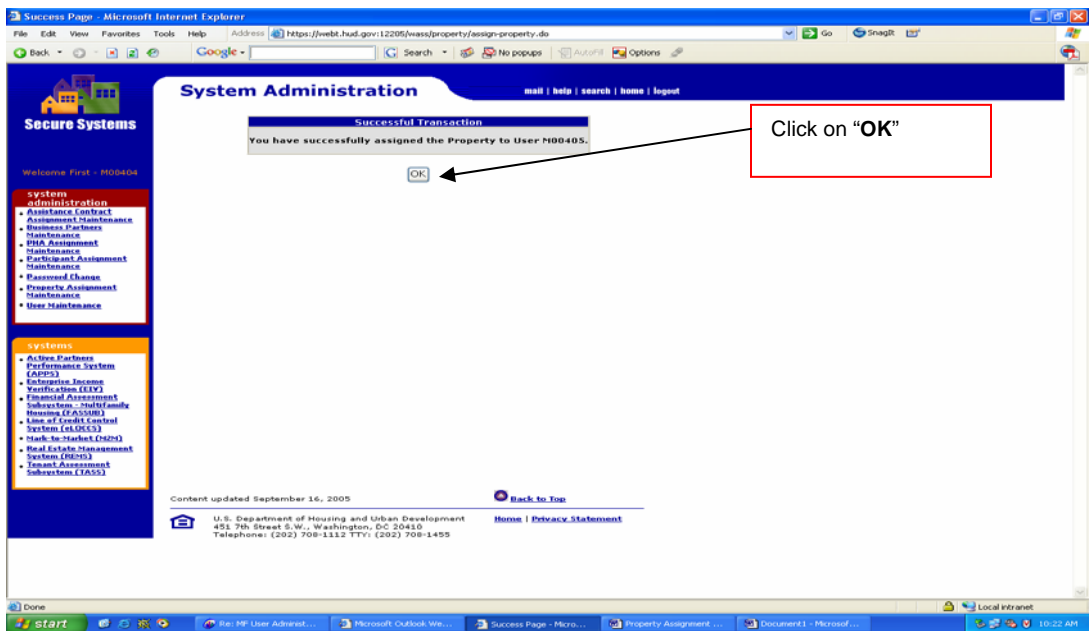 Success Page - Microsoft Internet Explorer
File Edit View Favorites Tools Help Address https://webt.hud.gov:12205/wass/property/assign-property.do Go SnagIt
Back Google Search No popups AutoFill Options
System Administration
mail | help | search | home | logout
Secure Systems
Successful Transaction
You have successfully assigned the Property to User M00405.
OK
Click on “OK”
Welcome First - M00404
system
administration
Assistance Contract
Assignment Maintenance
Business Partners
Maintenance
PHA Assignment
Maintenance
Participant Assignment
Maintenance
Password Change
Property Assignment
Maintenance
User Maintenance
systems
Active Partners
Performance System
(APPS)
Enterprise Income
Verification (EIV)
Financial Assessment
Subsystem - Multifamily
Housing (FASSUB)
Line of Credit Control
System (eLOCCS)
Mark-to-Market (M2M)
Real Estate Management
System (REMS)
Tenant Assessment
Subsystem (TASS)
Content updated September 16, 2005
Back to Top
U.S. Department of Housing and Urban Development
451 7th Street S.W., Washington, DC 20410
Telephone: (202) 708-1112 TTY: (202) 708-1455
Home | Privacy Statement
Done
Local intranet
start Re: MF User Administ... Microsoft Outlook We... Success Page - Micro... Property Assignment ... Document1 - Microsof... 10:22 AM